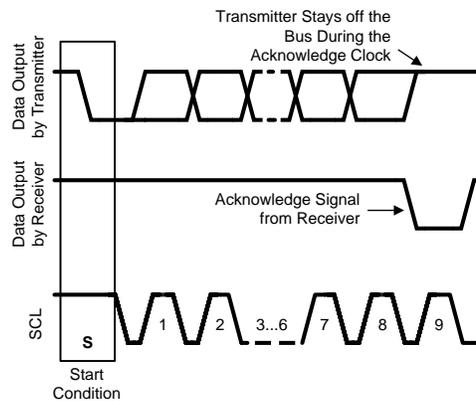 Transmitter Stays off the
Bus During the
Acknowledge Clock
Data Output
by Transmitter
Data Output
by Receiver
Acknowledge Signal
from Receiver
SCL
S
1
2
3...6
7
8
9
Start
Condition